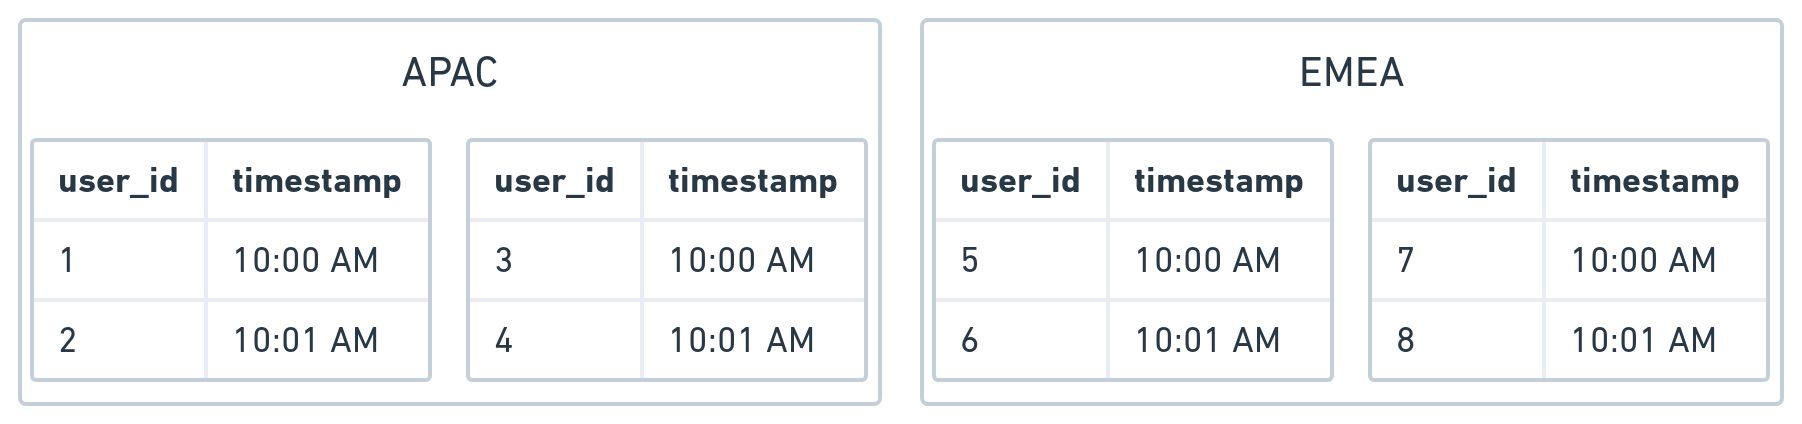 APAC
user_id timestamp
1 10:00 AM
2 10:01 AM
user_id timestamp
3 10:00 AM
4 10:01 AM
EMEA
user_id timestamp
5 10:00 AM
6 10:01 AM
user_id timestamp
7 10:00 AM
8 10:01 AM